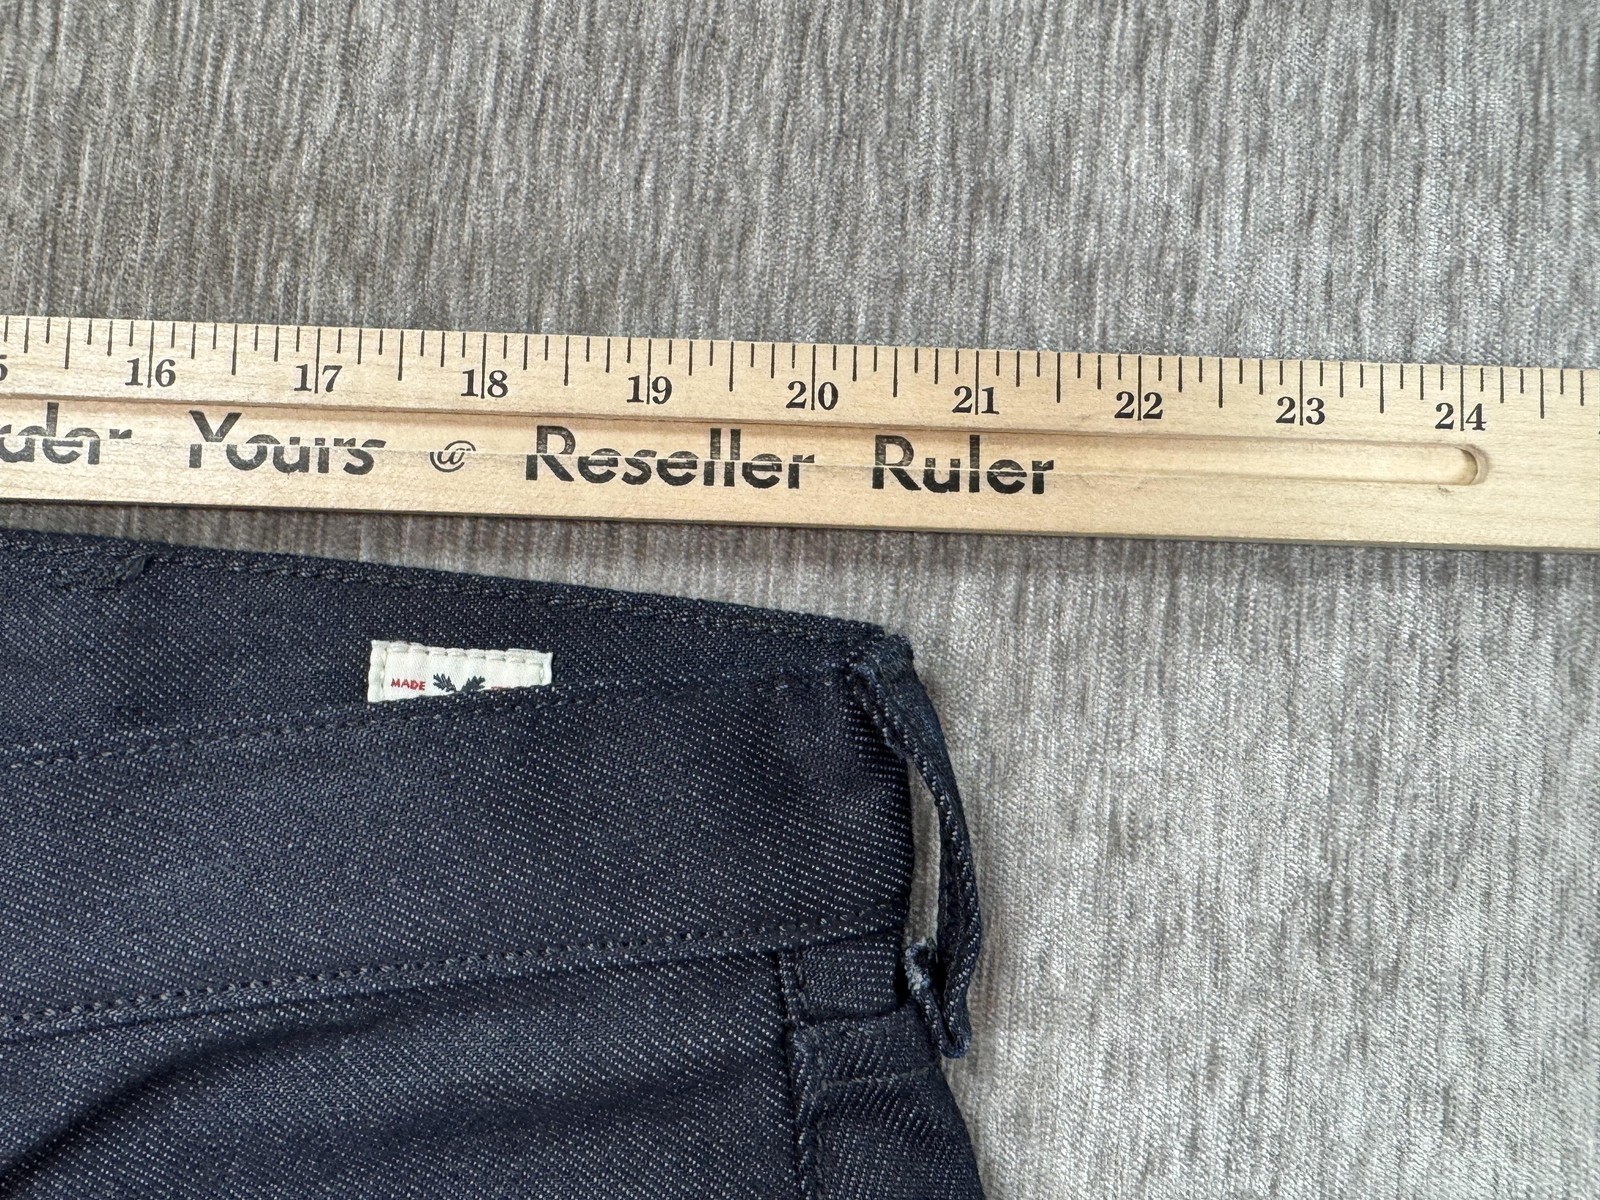 16 17 18 19 20 21 22 23 24
Yours @ Reseller Ruler
MADE